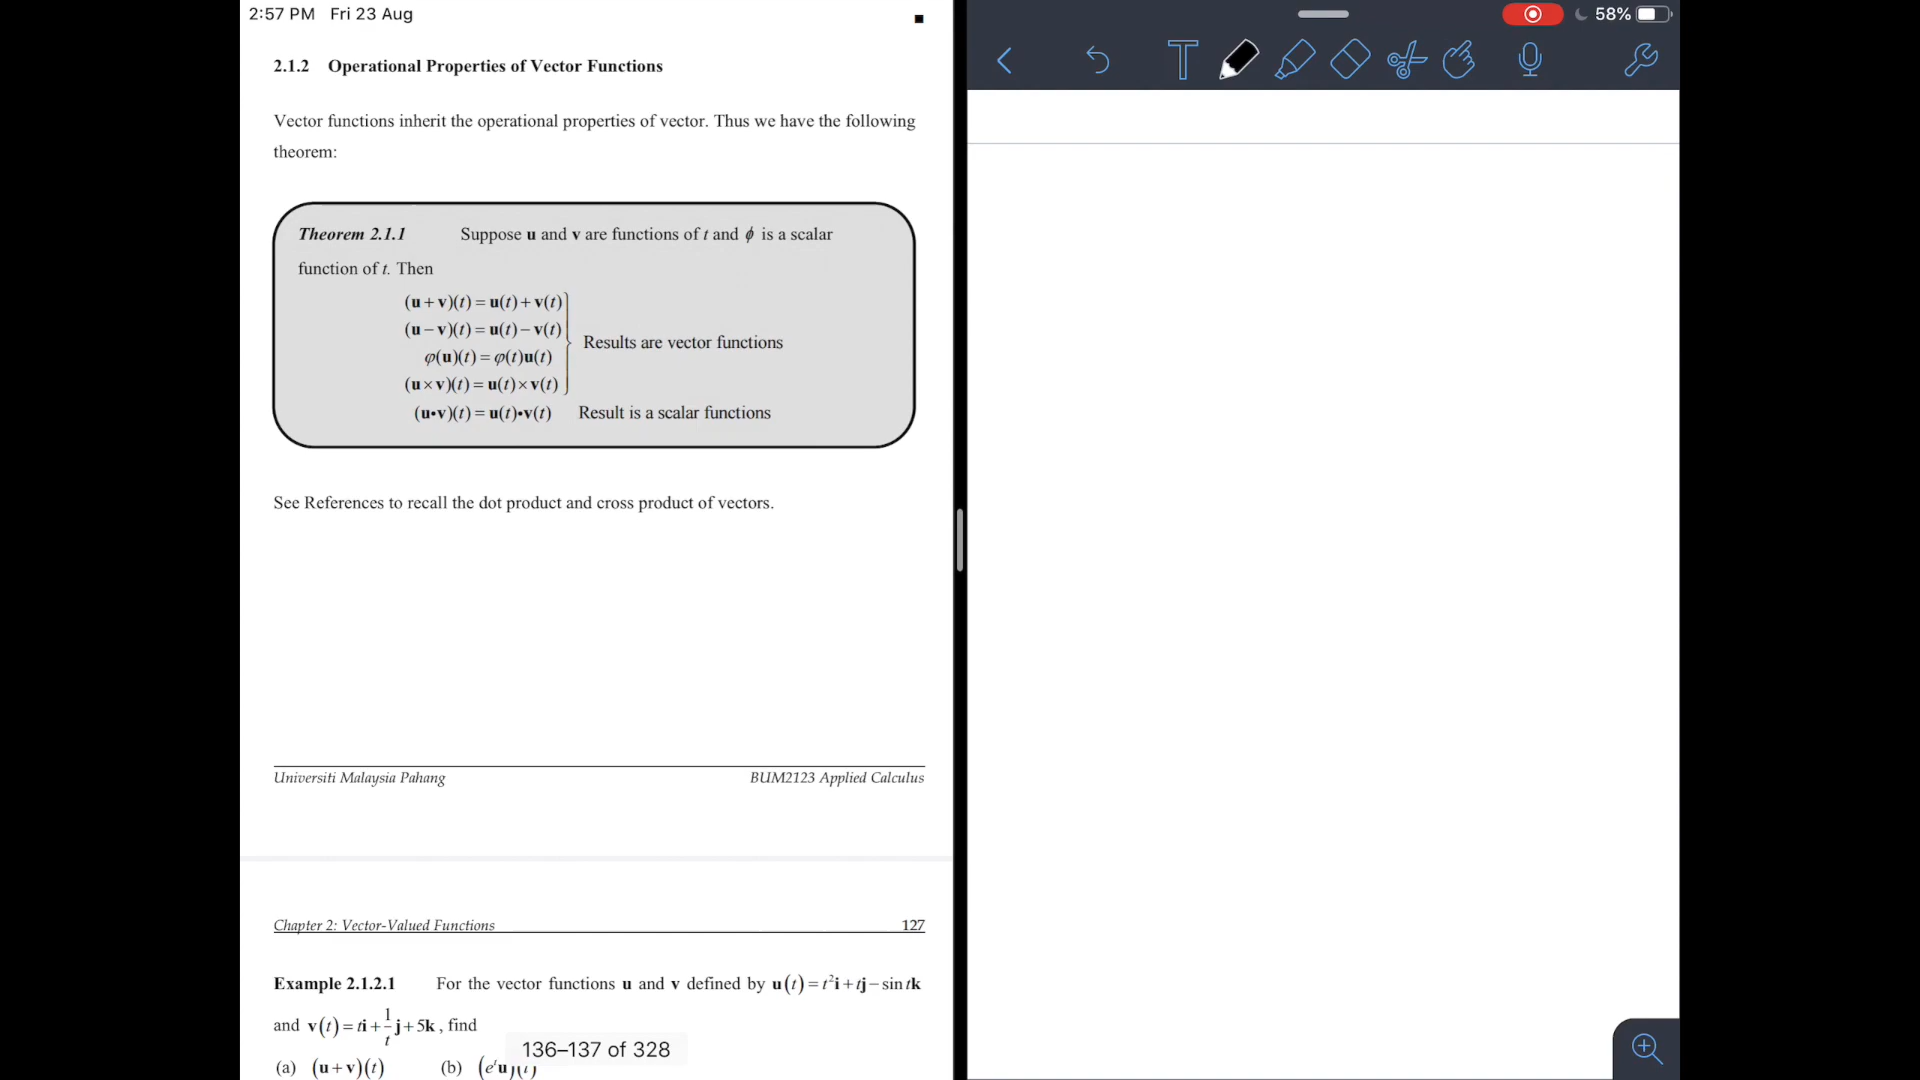 2:57 PM Fri 23 Aug
58%
2.1.2 Operational Properties of Vector Functions
Vector functions inherit the operational properties of vector. Thus we have the following
theorem:
Theorem 2.1.1 Suppose u and v are functions of t and ϕ is a scalar
function of t. Then
(u + v)(t) = u(t) + v(t)
(u − v)(t) = u(t) − v(t)
φ(u)(t) = φ(t)u(t)
(u × v)(t) = u(t) × v(t)
Results are vector functions
(u•v)(t) = u(t)•v(t) Result is a scalar functions
See References to recall the dot product and cross product of vectors.
Universiti Malaysia Pahang BUM2123 Applied Calculus
Chapter 2: Vector-Valued Functions 127
Example 2.1.2.1 For the vector functions u and v defined by u(t) = t²i + tj − sin tk
and v(t) = ti + 1/t j + 5k , find
136–137 of 328
(a) (u + v)(t) (b) (eᵗu)(t)